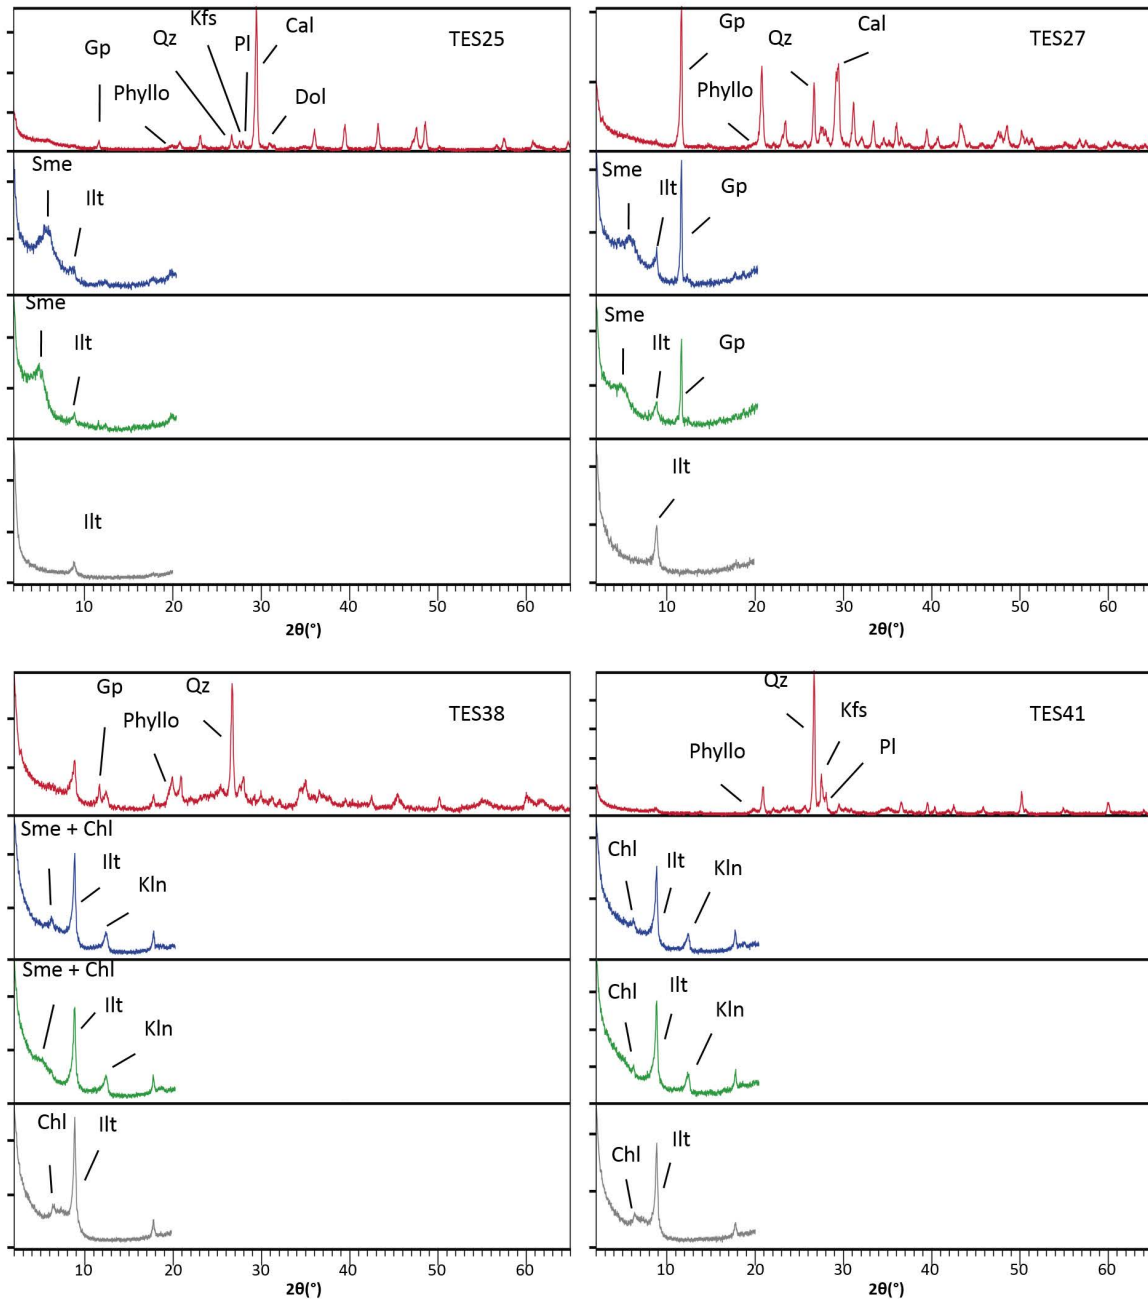 Gp
Phyllo
Qz
Kfs
Pl
Cal
Dol
TES25
Sme
Ilt
Sme
Ilt
Ilt
10 20 30 40 50 60
2θ(°)
Gp
Phyllo
Qz
Cal
TES27
Sme
Ilt
Gp
Sme
Ilt
Gp
Ilt
10 20 30 40 50 60
2θ(°)
Gp
Phyllo
Qz
TES38
Sme + Chl
Ilt
Kln
Sme + Chl
Ilt
Kln
Chl
Ilt
10 20 30 40 50 60
2θ(°)
Phyllo
Qz
Kfs
Pl
TES41
Chl
Ilt
Kln
Chl
Ilt
Kln
Chl
Ilt
10 20 30 40 50 60
2θ(°)